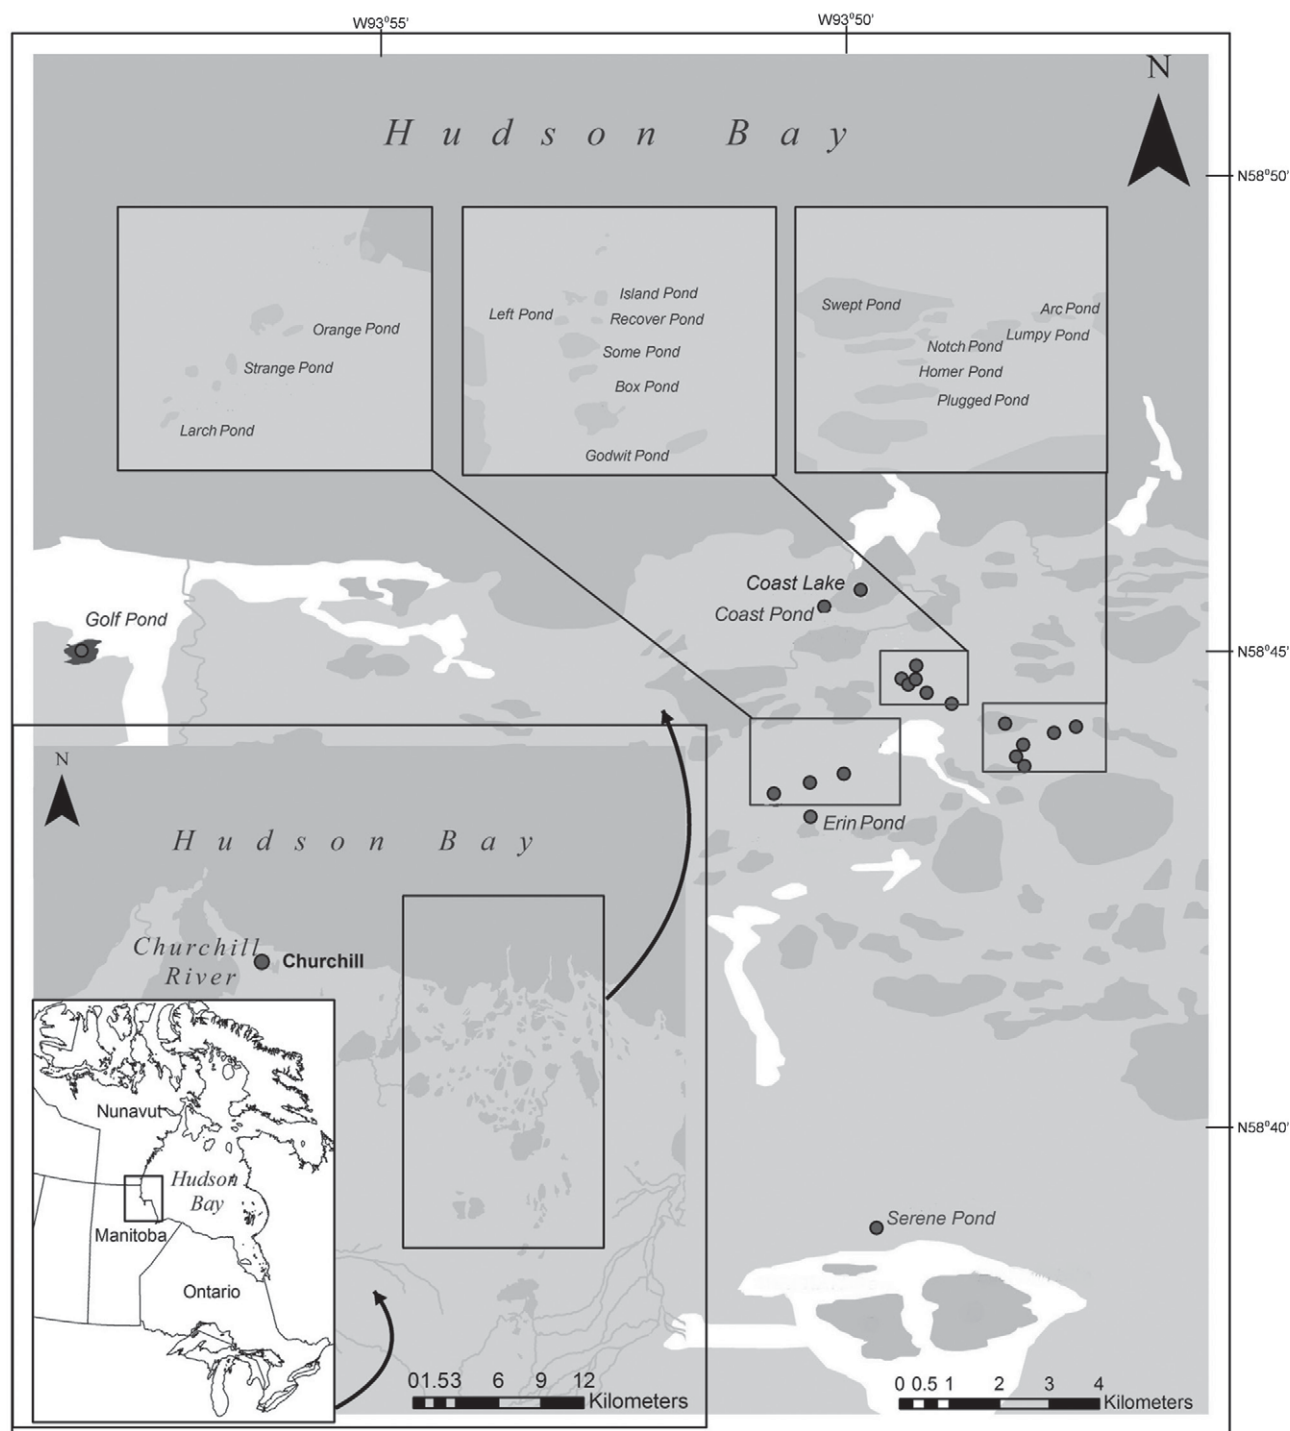 W93°55'
W93°50'
N
Hudson Bay
N58°50'
Island Pond
Swept Pond
Arc Pond
Left Pond
Recover Pond
Orange Pond
Lumpy Pond
Notch Pond
Some Pond
Strange Pond
Homer Pond
Box Pond
Plugged Pond
Larch Pond
Godwit Pond
Coast Lake
Coast Pond
Golf Pond
N58°45'
N
Erin Pond
Hudson Bay
Churchill
River
Churchill
Nunavut
N58°40'
Hudson
Bay
Manitoba
Serene Pond
Ontario
0 1.5 3 6 9 12
Kilometers
0 0.5 1 2 3 4
Kilometers